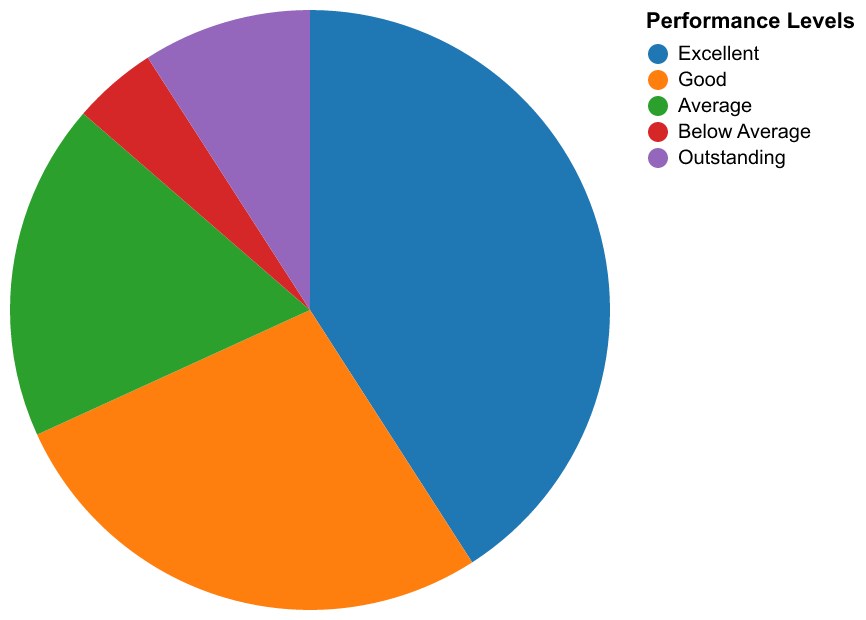 Performance Levels
Excellent
Good
Average
Below Average
Outstanding